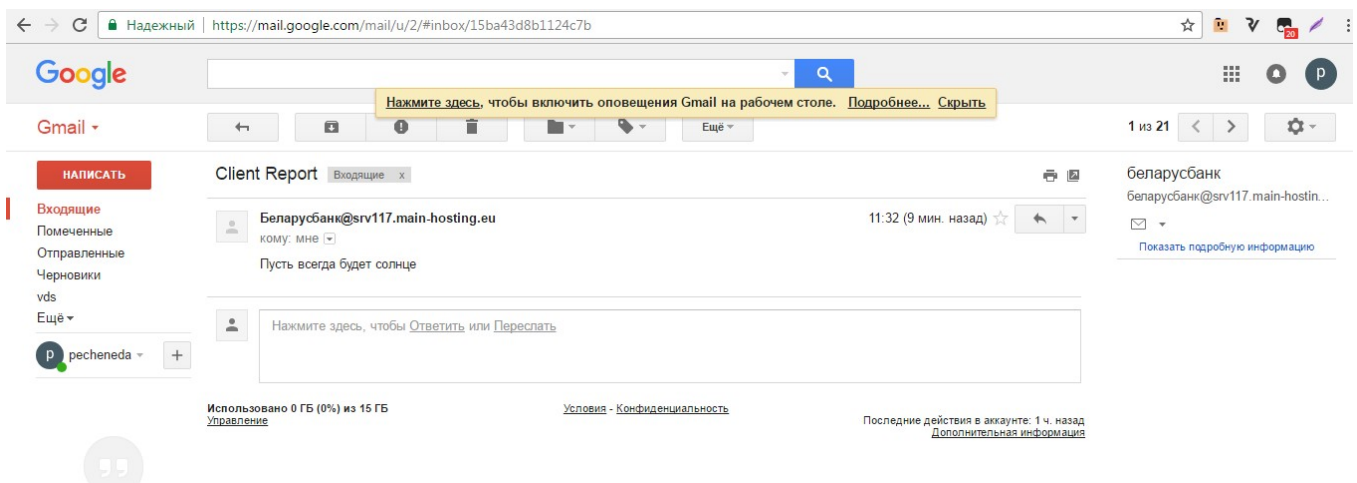 Надежный | https://mail.google.com/mail/u/2/#inbox/15ba43d8b1124c7b
20
Google
p
Нажмите здесь, чтобы включить оповещения Gmail на рабочем столе. Подробнее... Скрыть
Gmail
Ещё
1 из 21
НАПИСАТЬ
Входящие
Помеченные
Отправленные
Черновики
vds
Ещё
p pecheneda +
Client Report Входящие x
Беларусбанк@srv117.main-hosting.eu
11:32 (9 мин. назад)
кому: мне
Пусть всегда будет солнце
Нажмите здесь, чтобы Ответить или Переслать
беларусбанк
беларусбанк@srv117.main-hostin...
Показать подробную информацию
Использовано 0 ГБ (0%) из 15 ГБ
Управление
Условия - Конфиденциальность
Последние действия в аккаунте: 1 ч. назад
Дополнительная информация